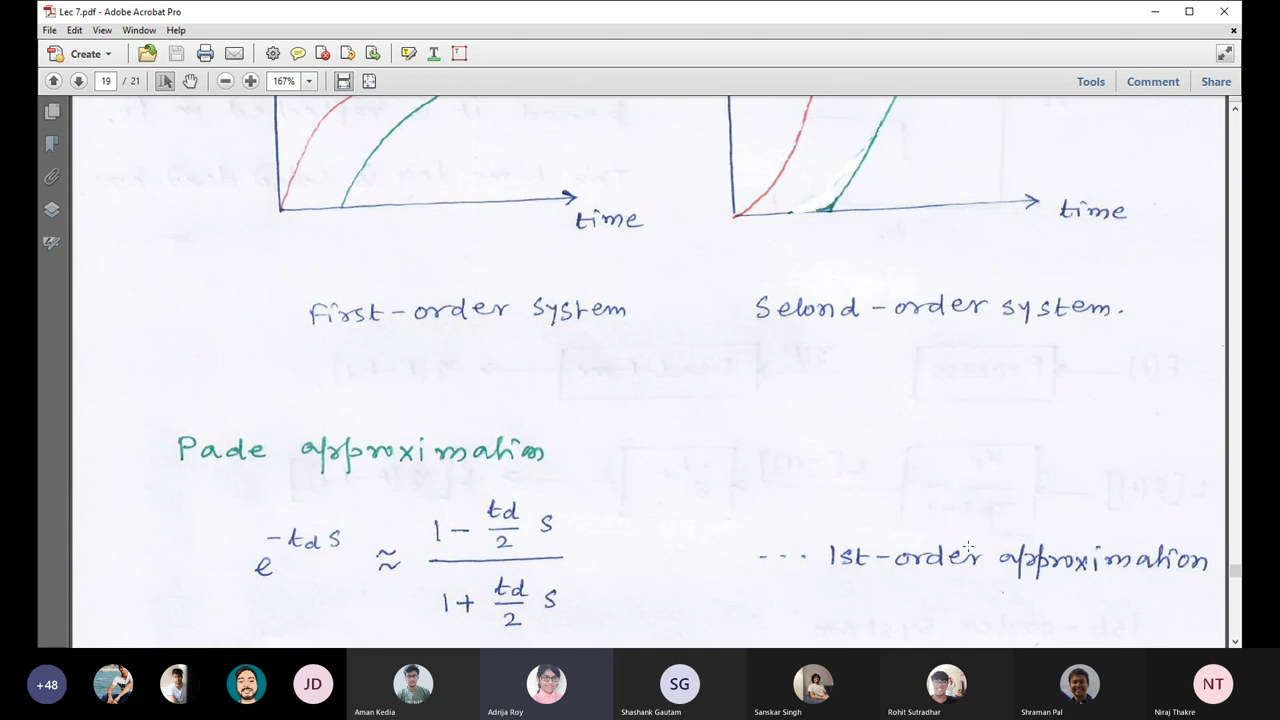 Lec 7.pdf - Adobe Acrobat Pro
File Edit View Window Help
Create
19 / 21 167% Tools Comment Share
time time
First-order system Second-order system.
Pade approximation
e^-tds ≈ (1 - td/2 s) / (1 + td/2 s) --- 1st-order approximation
+48 JD SG NT
Aman Kedia Adrija Roy Shashank Gautam Sanskar Singh Rohit Sutradhar Shraman Pal Niraj Thakre